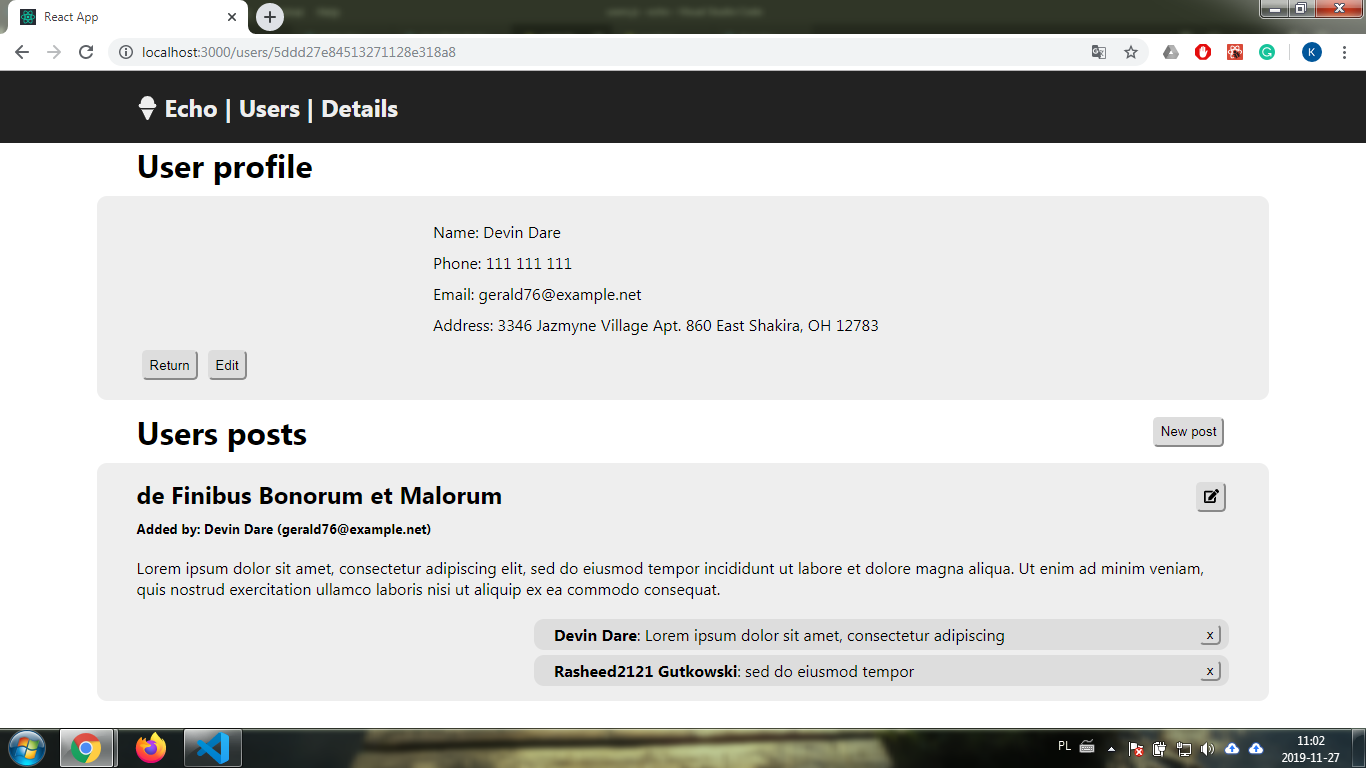 React App
localhost:3000/users/5ddd27e84513271128e318a8
K
Echo | Users | Details
User profile
Name: Devin Dare
Phone: 111 111 111
Email: gerald76@example.net
Address: 3346 Jazmyne Village Apt. 860 East Shakira, OH 12783
Return Edit
Users posts
New post
de Finibus Bonorum et Malorum
Added by: Devin Dare (gerald76@example.net)
Lorem ipsum dolor sit amet, consectetur adipiscing elit, sed do eiusmod tempor incididunt ut labore et dolore magna aliqua. Ut enim ad minim veniam,
quis nostrud exercitation ullamco laboris nisi ut aliquip ex ea commodo consequat.
Devin Dare: Lorem ipsum dolor sit amet, consectetur adipiscing x
Rasheed2121 Gutkowski: sed do eiusmod tempor x
PL
11:02
2019-11-27